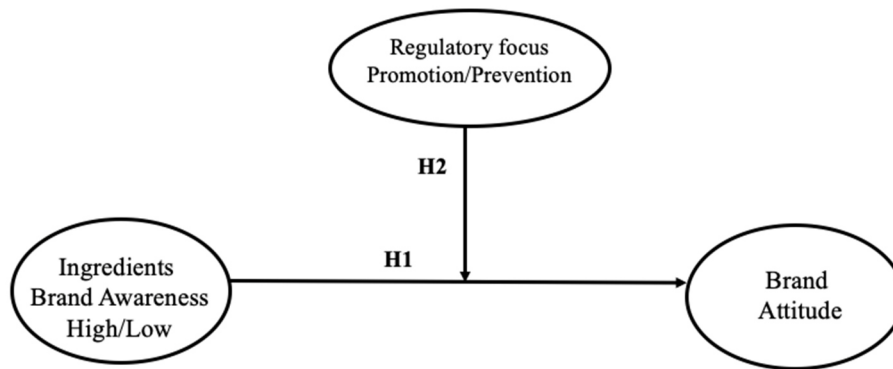 Regulatory focus
Promotion/Prevention
H2
H1
Ingredients
Brand Awareness
High/Low
Brand
Attitude